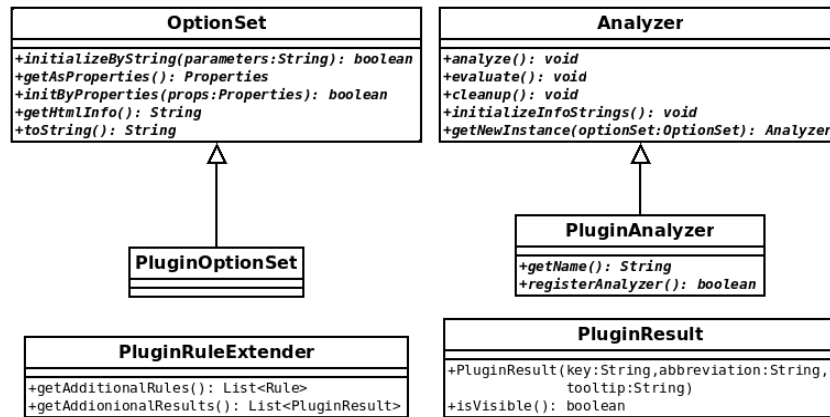 OptionSet
+initializeByString(parameters:String): boolean
+getAsProperties(): Properties
+initByProperties(props:Properties): boolean
+getHtmlInfo(): String
+toString(): String
Analyzer
+analyze(): void
+evaluate(): void
+cleanup(): void
+initializeInfoStrings(): void
+getNewInstance(optionSet:OptionSet): Analyzer
PluginOptionSet
PluginAnalyzer
+getName(): String
+registerAnalyzer(): boolean
PluginRuleExtender
+getAdditionalRules(): List<Rule>
+getAddionionalResults(): List<PluginResult>
PluginResult
+PluginResult(key:String,abbreviation:String,
tooltip:String)
+isVisible(): boolean